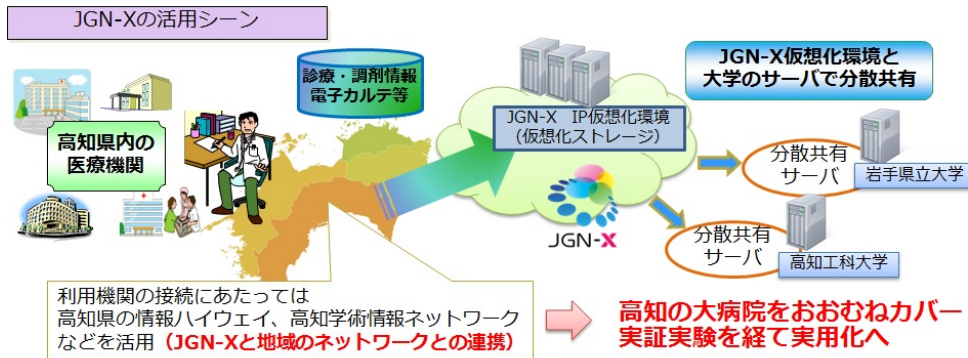 JGN-Xの活用シーン
高知県内の
医療機関
診療・調剤情報
電子カルテ等
JGN-X IP仮想化環境
（仮想化ストレージ）
JGN-X
JGN-X仮想化環境と
大学のサーバで分散共有
分散共有
サーバ
岩手県立大学
分散共有
サーバ
高知工科大学
利用機関の接続にあたっては
高知県の情報ハイウェイ、高知学術情報ネットワーク
などを活用（JGN-Xと地域のネットワークとの連携）
高知の大病院をおおむねカバー
実証実験を経て実用化へ